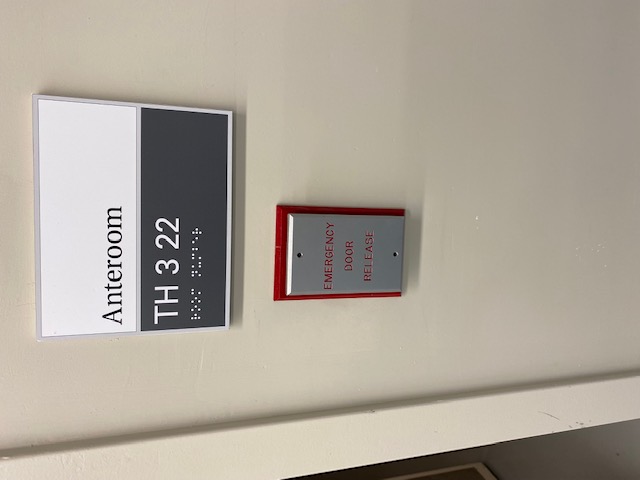 Anteroom
TH 3 22
EMERGENCY
DOOR
RELEASE